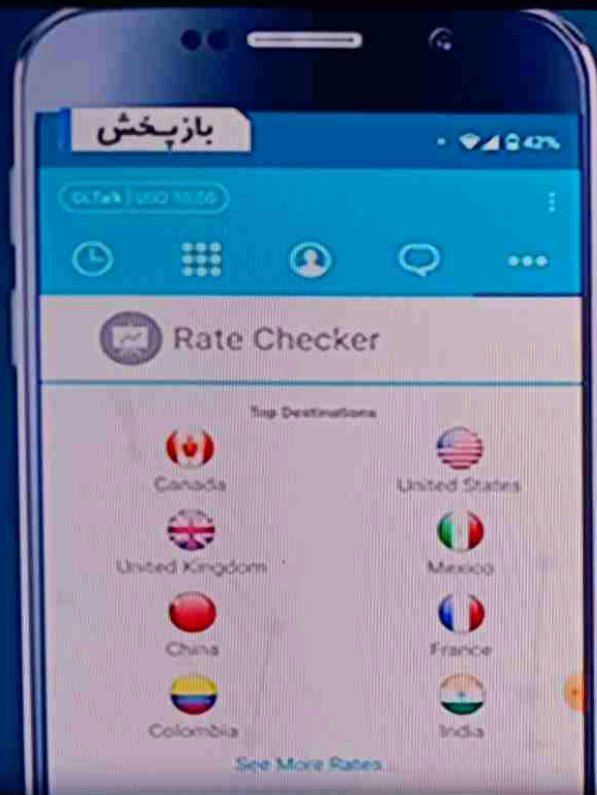 بازپخش
42%
Rate Checker
Top Destinations
Canada
United States
United Kingdom
Mexico
China
France
Colombia
India
See More Rates...